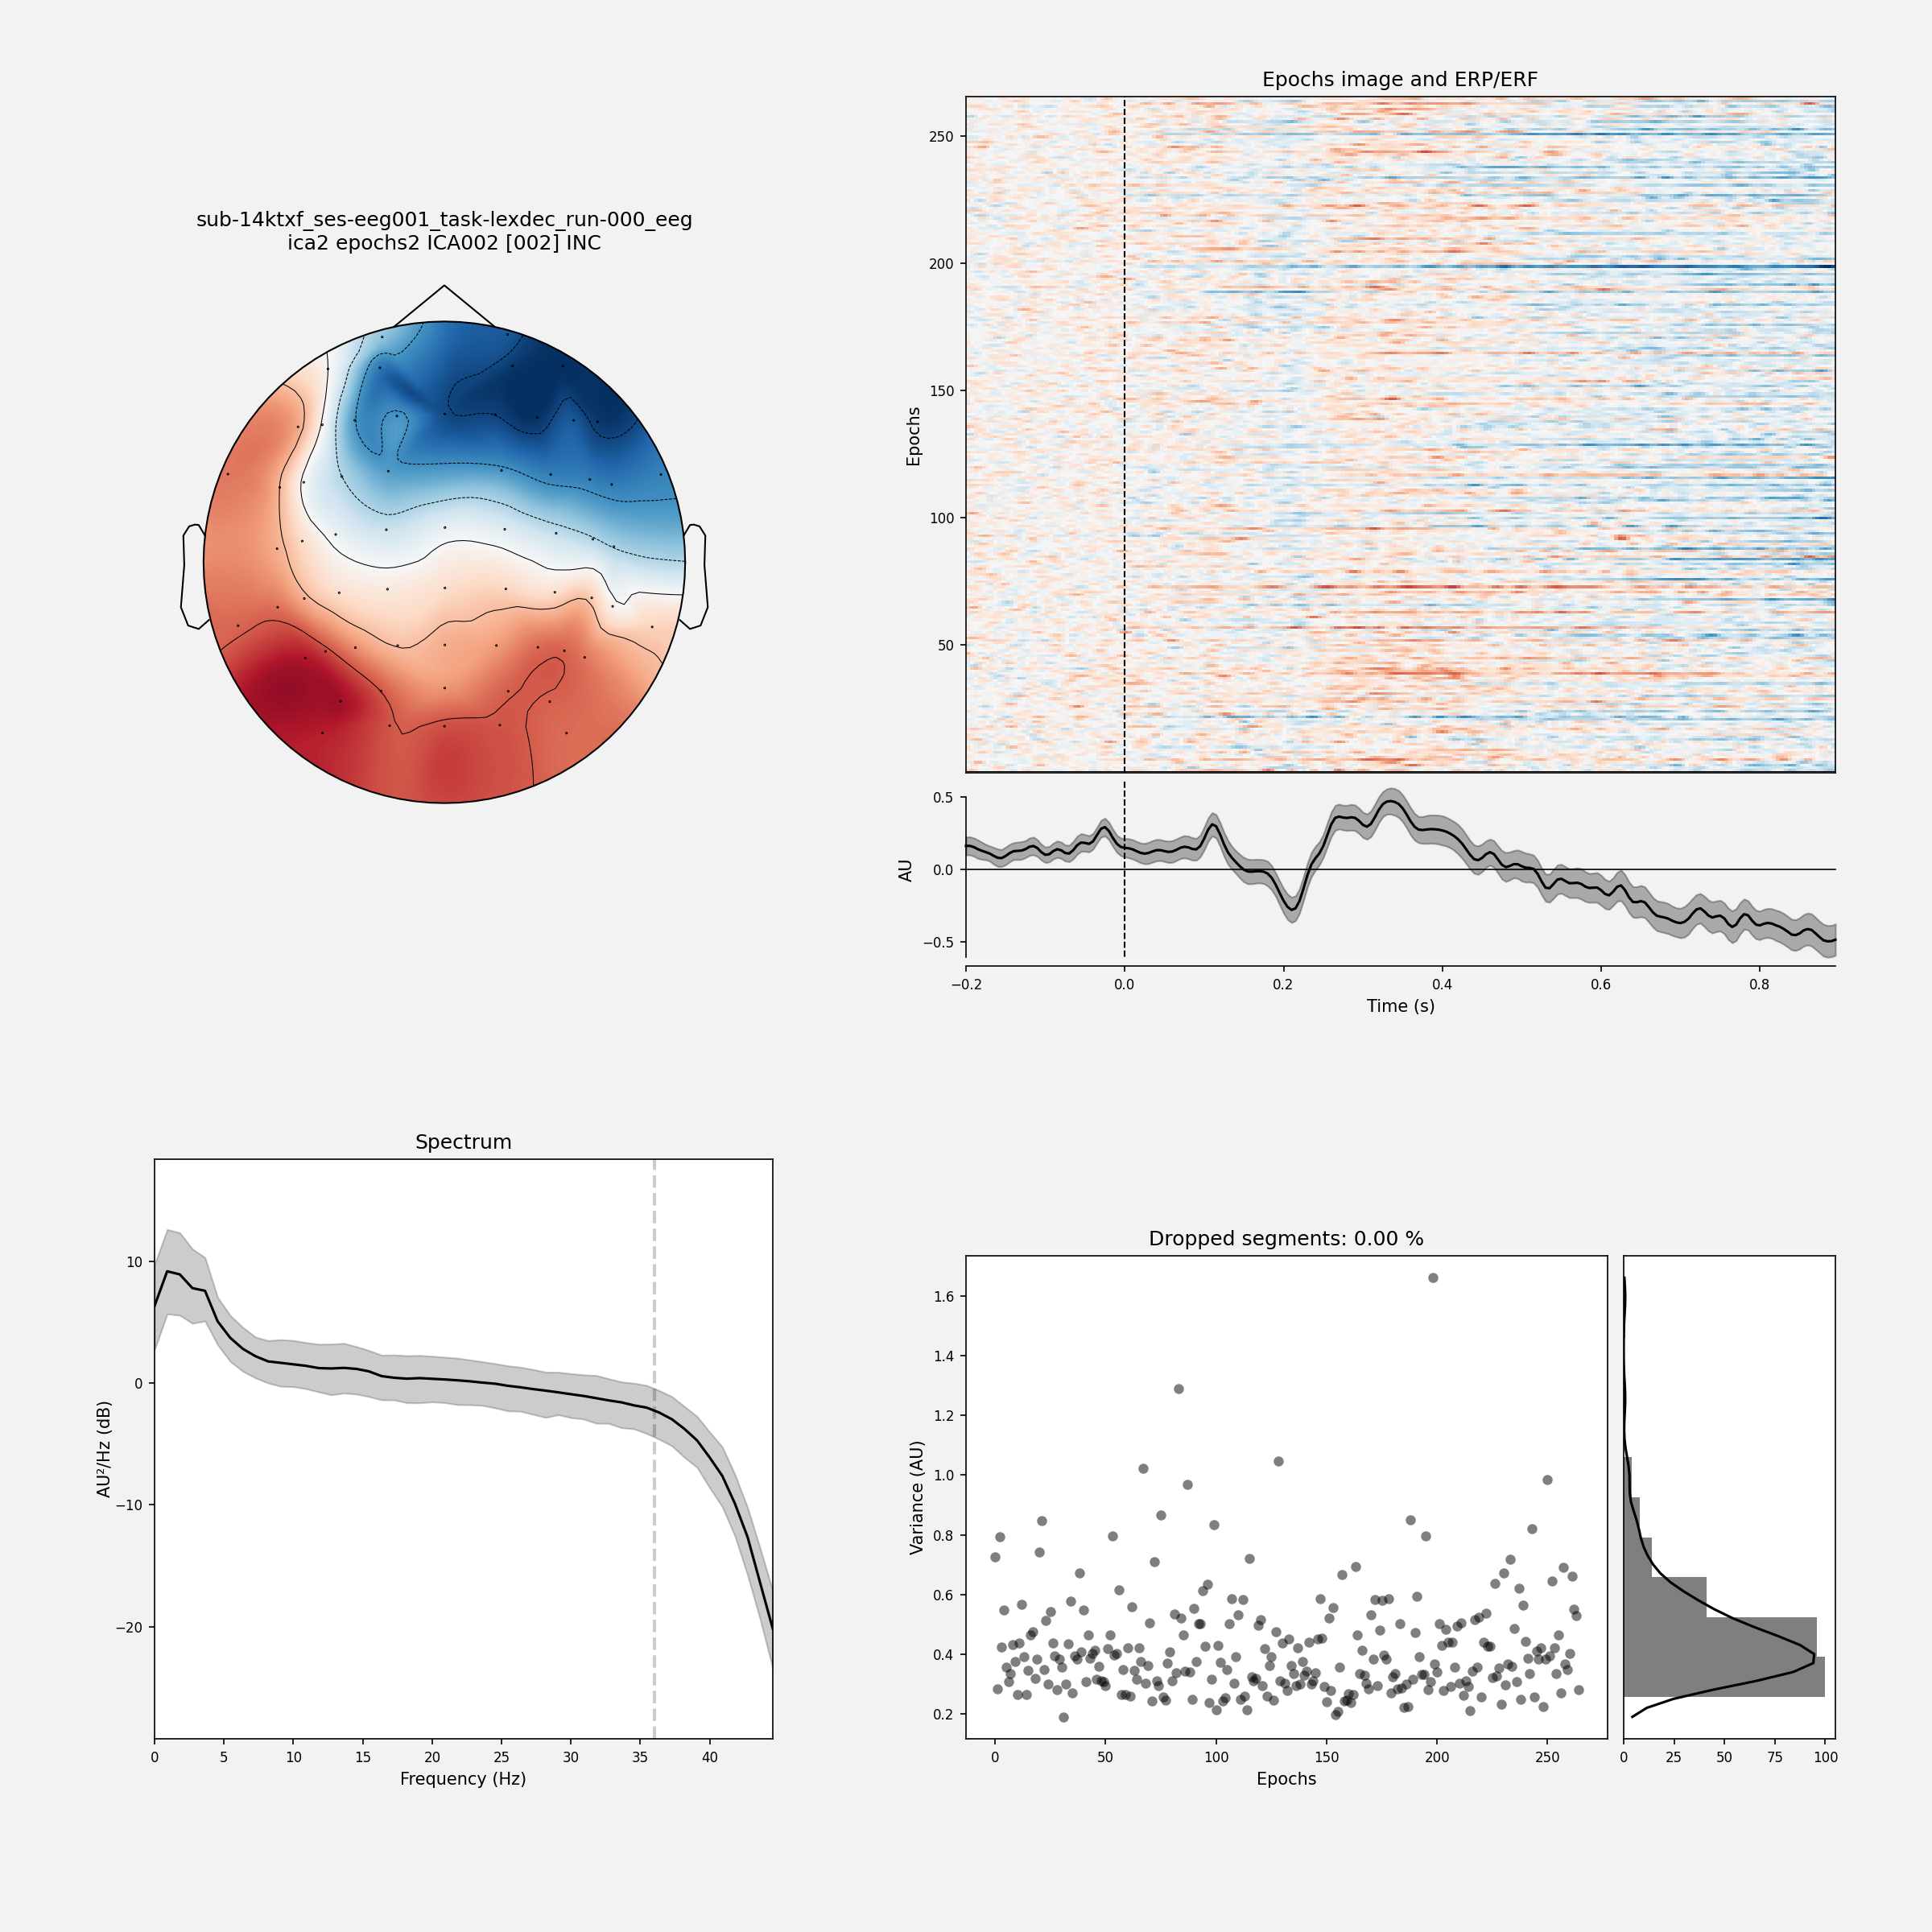 sub-14ktxf_ses-eeg001_task-lexdec_run-000_eeg
ica2 epochs2 ICA002 [002] INC
Epochs image and ERP/ERF
250
200
150
100
50
Epochs
0.5
0.0
−0.5
AU
−0.2 0.0 0.2 0.4 0.6 0.8
Time (s)
Spectrum
10
0
−10
−20
AU²/Hz (dB)
0 5 10 15 20 25 30 35 40
Frequency (Hz)
Dropped segments: 0.00 %
1.6
1.4
1.2
1.0
0.8
0.6
0.4
0.2
Variance (AU)
0 50 100 150 200 250
Epochs
0 25 50 75 100